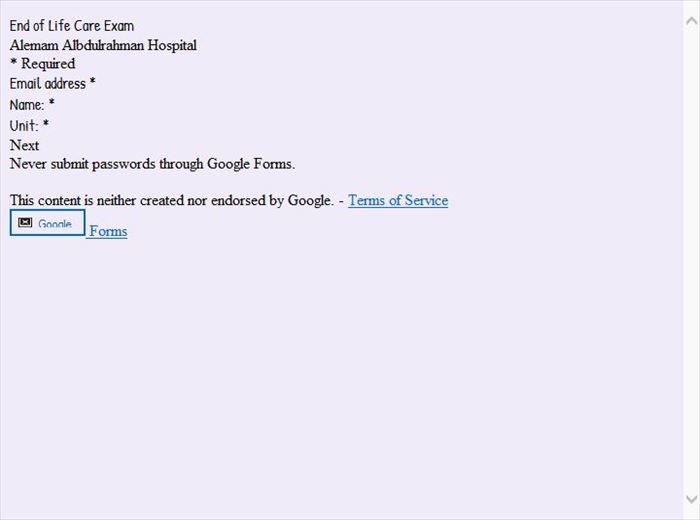 End of Life Care Exam
Alemam Albdulrahman Hospital
* Required
Email address *
Name: *
Unit: *
Next
Never submit passwords through Google Forms.
This content is neither created nor endorsed by Google. - Terms of Service
Google Forms